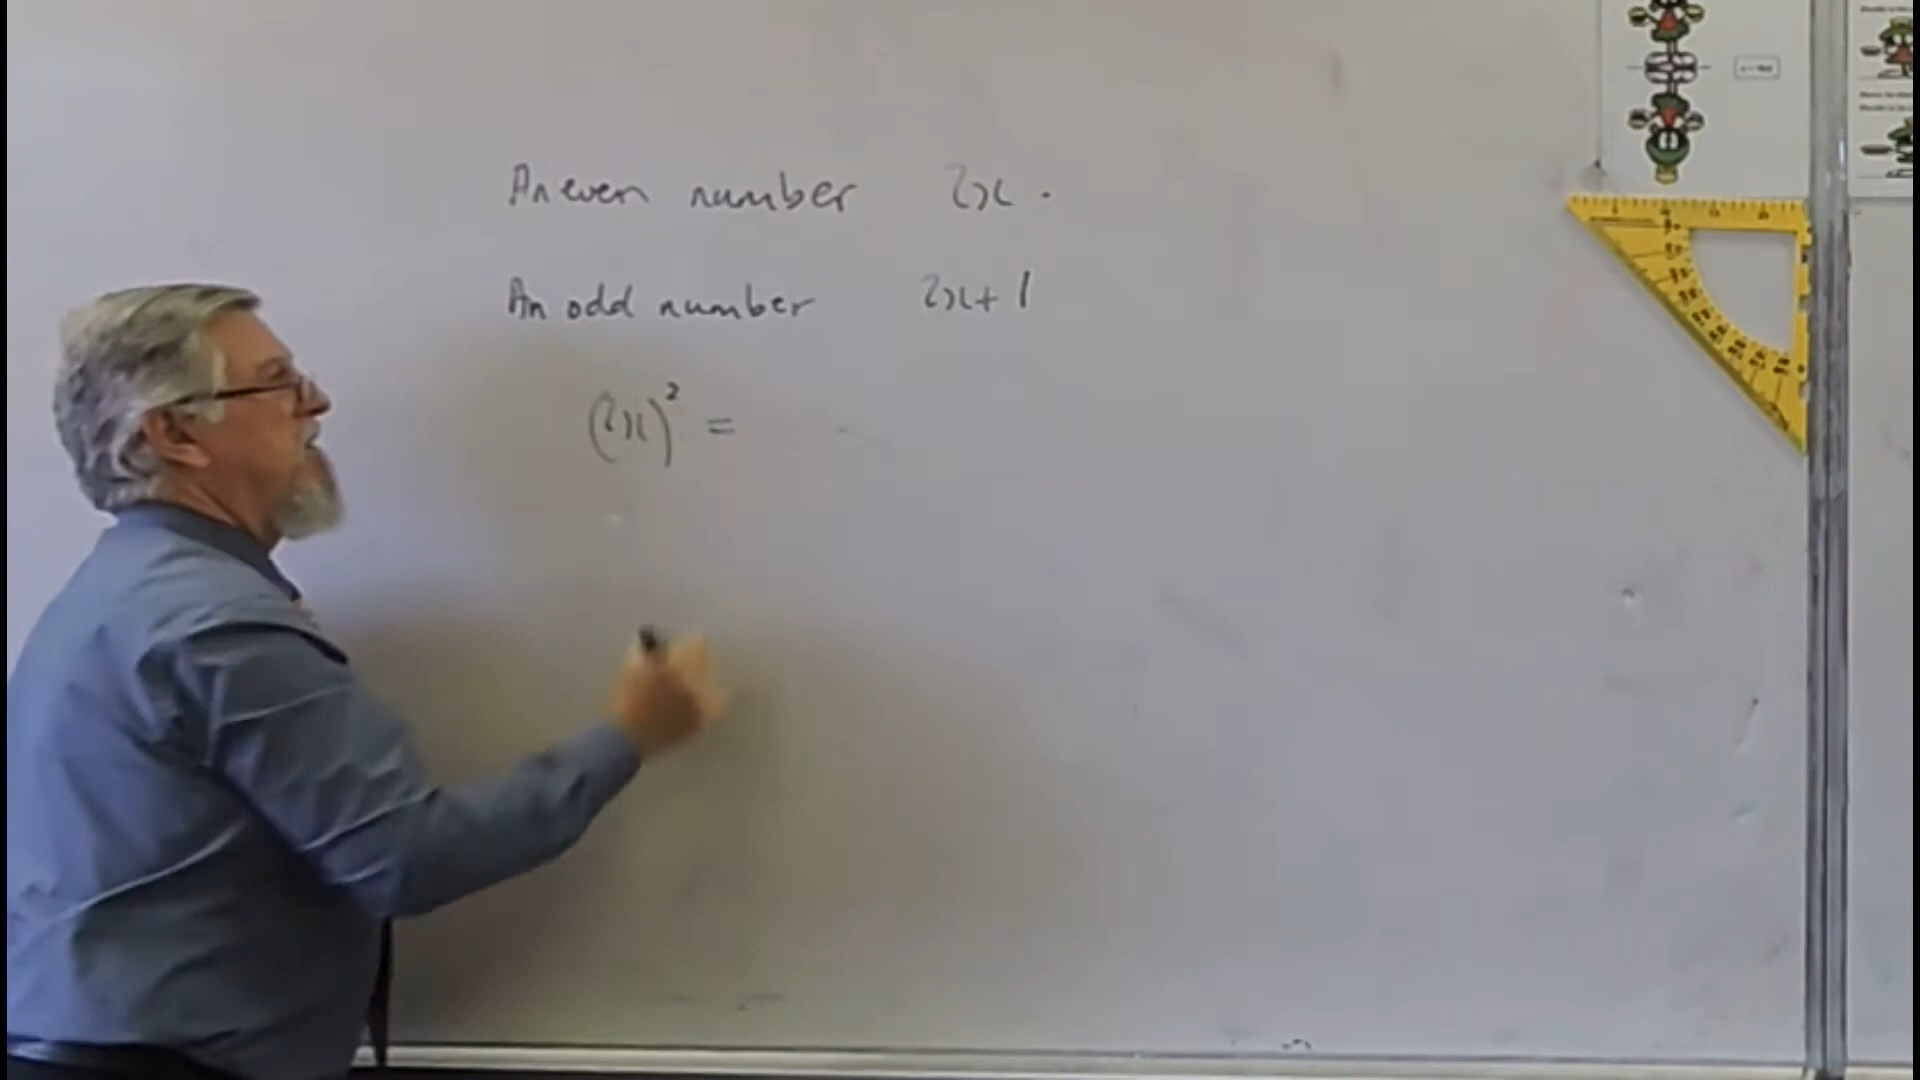 An even number 2x.
An odd number 2x+1
(2x)² =